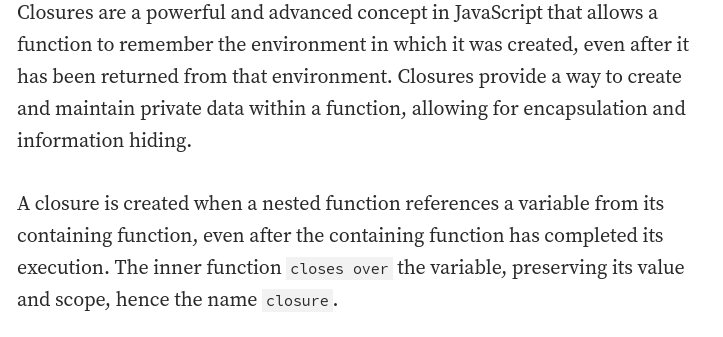 Closures are a powerful and advanced concept in JavaScript that allows a
function to remember the environment in which it was created, even after it
has been returned from that environment. Closures provide a way to create
and maintain private data within a function, allowing for encapsulation and
information hiding.
A closure is created when a nested function references a variable from its
containing function, even after the containing function has completed its
execution. The inner function closes over the variable, preserving its value
and scope, hence the name closure.